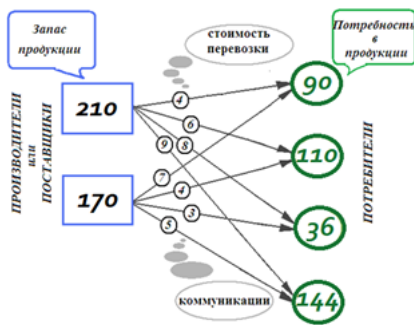 Запас
продукции
стоимость
перевозки
Потребности
в
продукции
ПРОИЗВОДИТЕЛИ
или
ПОСТАВЩИКИ
210
170
4
6
9
8
7
4
3
5
90
110
36
144
ПОТРЕБИТЕЛИ
коммуникации